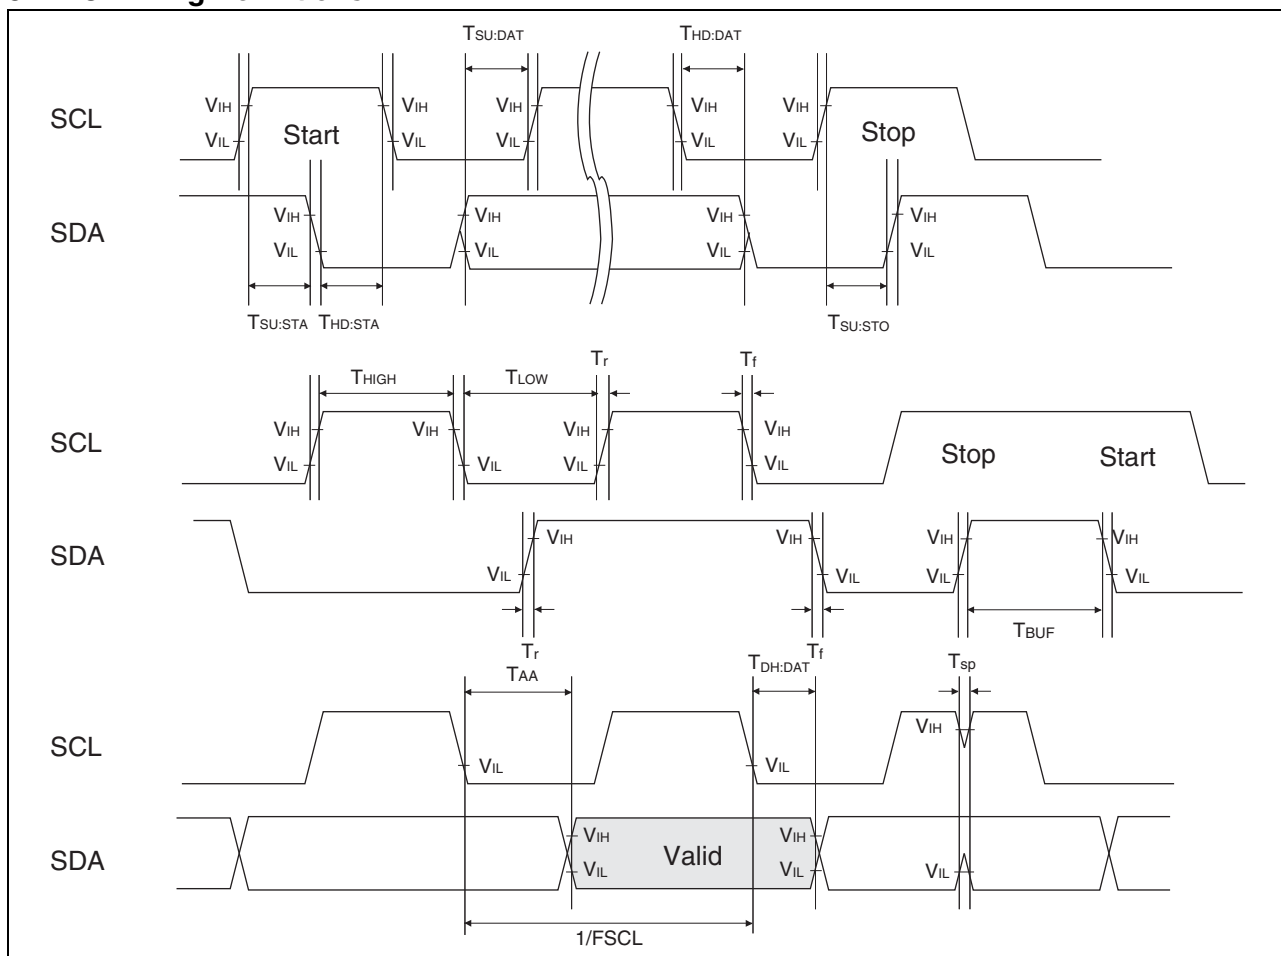 TSU:DAT THD:DAT
SCL VIH VIH VIH VIH VIH
Start Stop
VIL VIL VIL VIL VIL
SDA VIH VIH VIH VIH
VIL VIL VIL VIL
TSU:STA THD:STA TSU:STO
THIGH TLOW Tr Tf
SCL VIH VIH VIH VIH
VIL VIL VIL Stop Start
VIL
SDA VIH VIH VIH VIH
VIL VIL VIL VIL
Tr Tf TBUF
TAA TDH:DAT Tsp
SCL VIH
VIL VIL
SDA VIH Valid VIH
VIL VIL VIL
1/FSCL